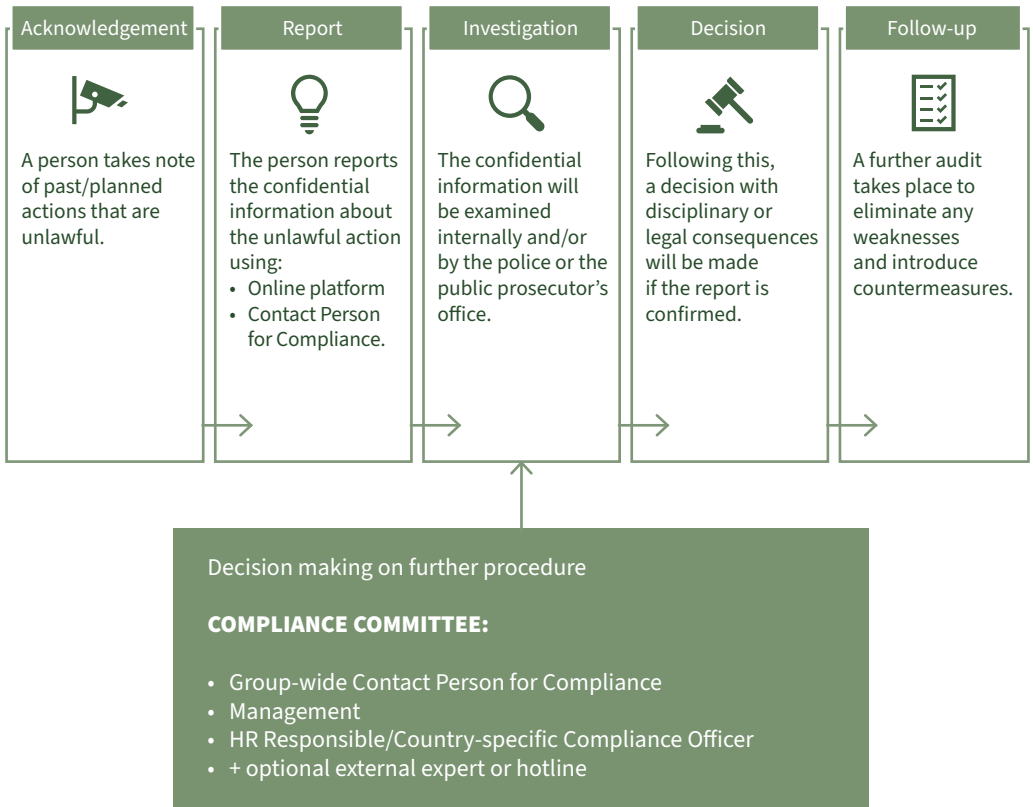 Acknowledgement
A person takes note
of past/planned
actions that are
unlawful.
Report
The person reports
the confidential
information about
the unlawful action
using:
• Online platform
• Contact Person
for Compliance.
Investigation
The confidential
information will
be examined
internally and/or
by the police or the
public prosecutor’s
office.
Decision
Following this,
a decision with
disciplinary or
legal consequences
will be made
if the report is
confirmed.
Follow-up
A further audit
takes place to
eliminate any
weaknesses
and introduce
countermeasures.
Decision making on further procedure
COMPLIANCE COMMITTEE:
• Group-wide Contact Person for Compliance
• Management
• HR Responsible/Country-specific Compliance Officer
• + optional external expert or hotline